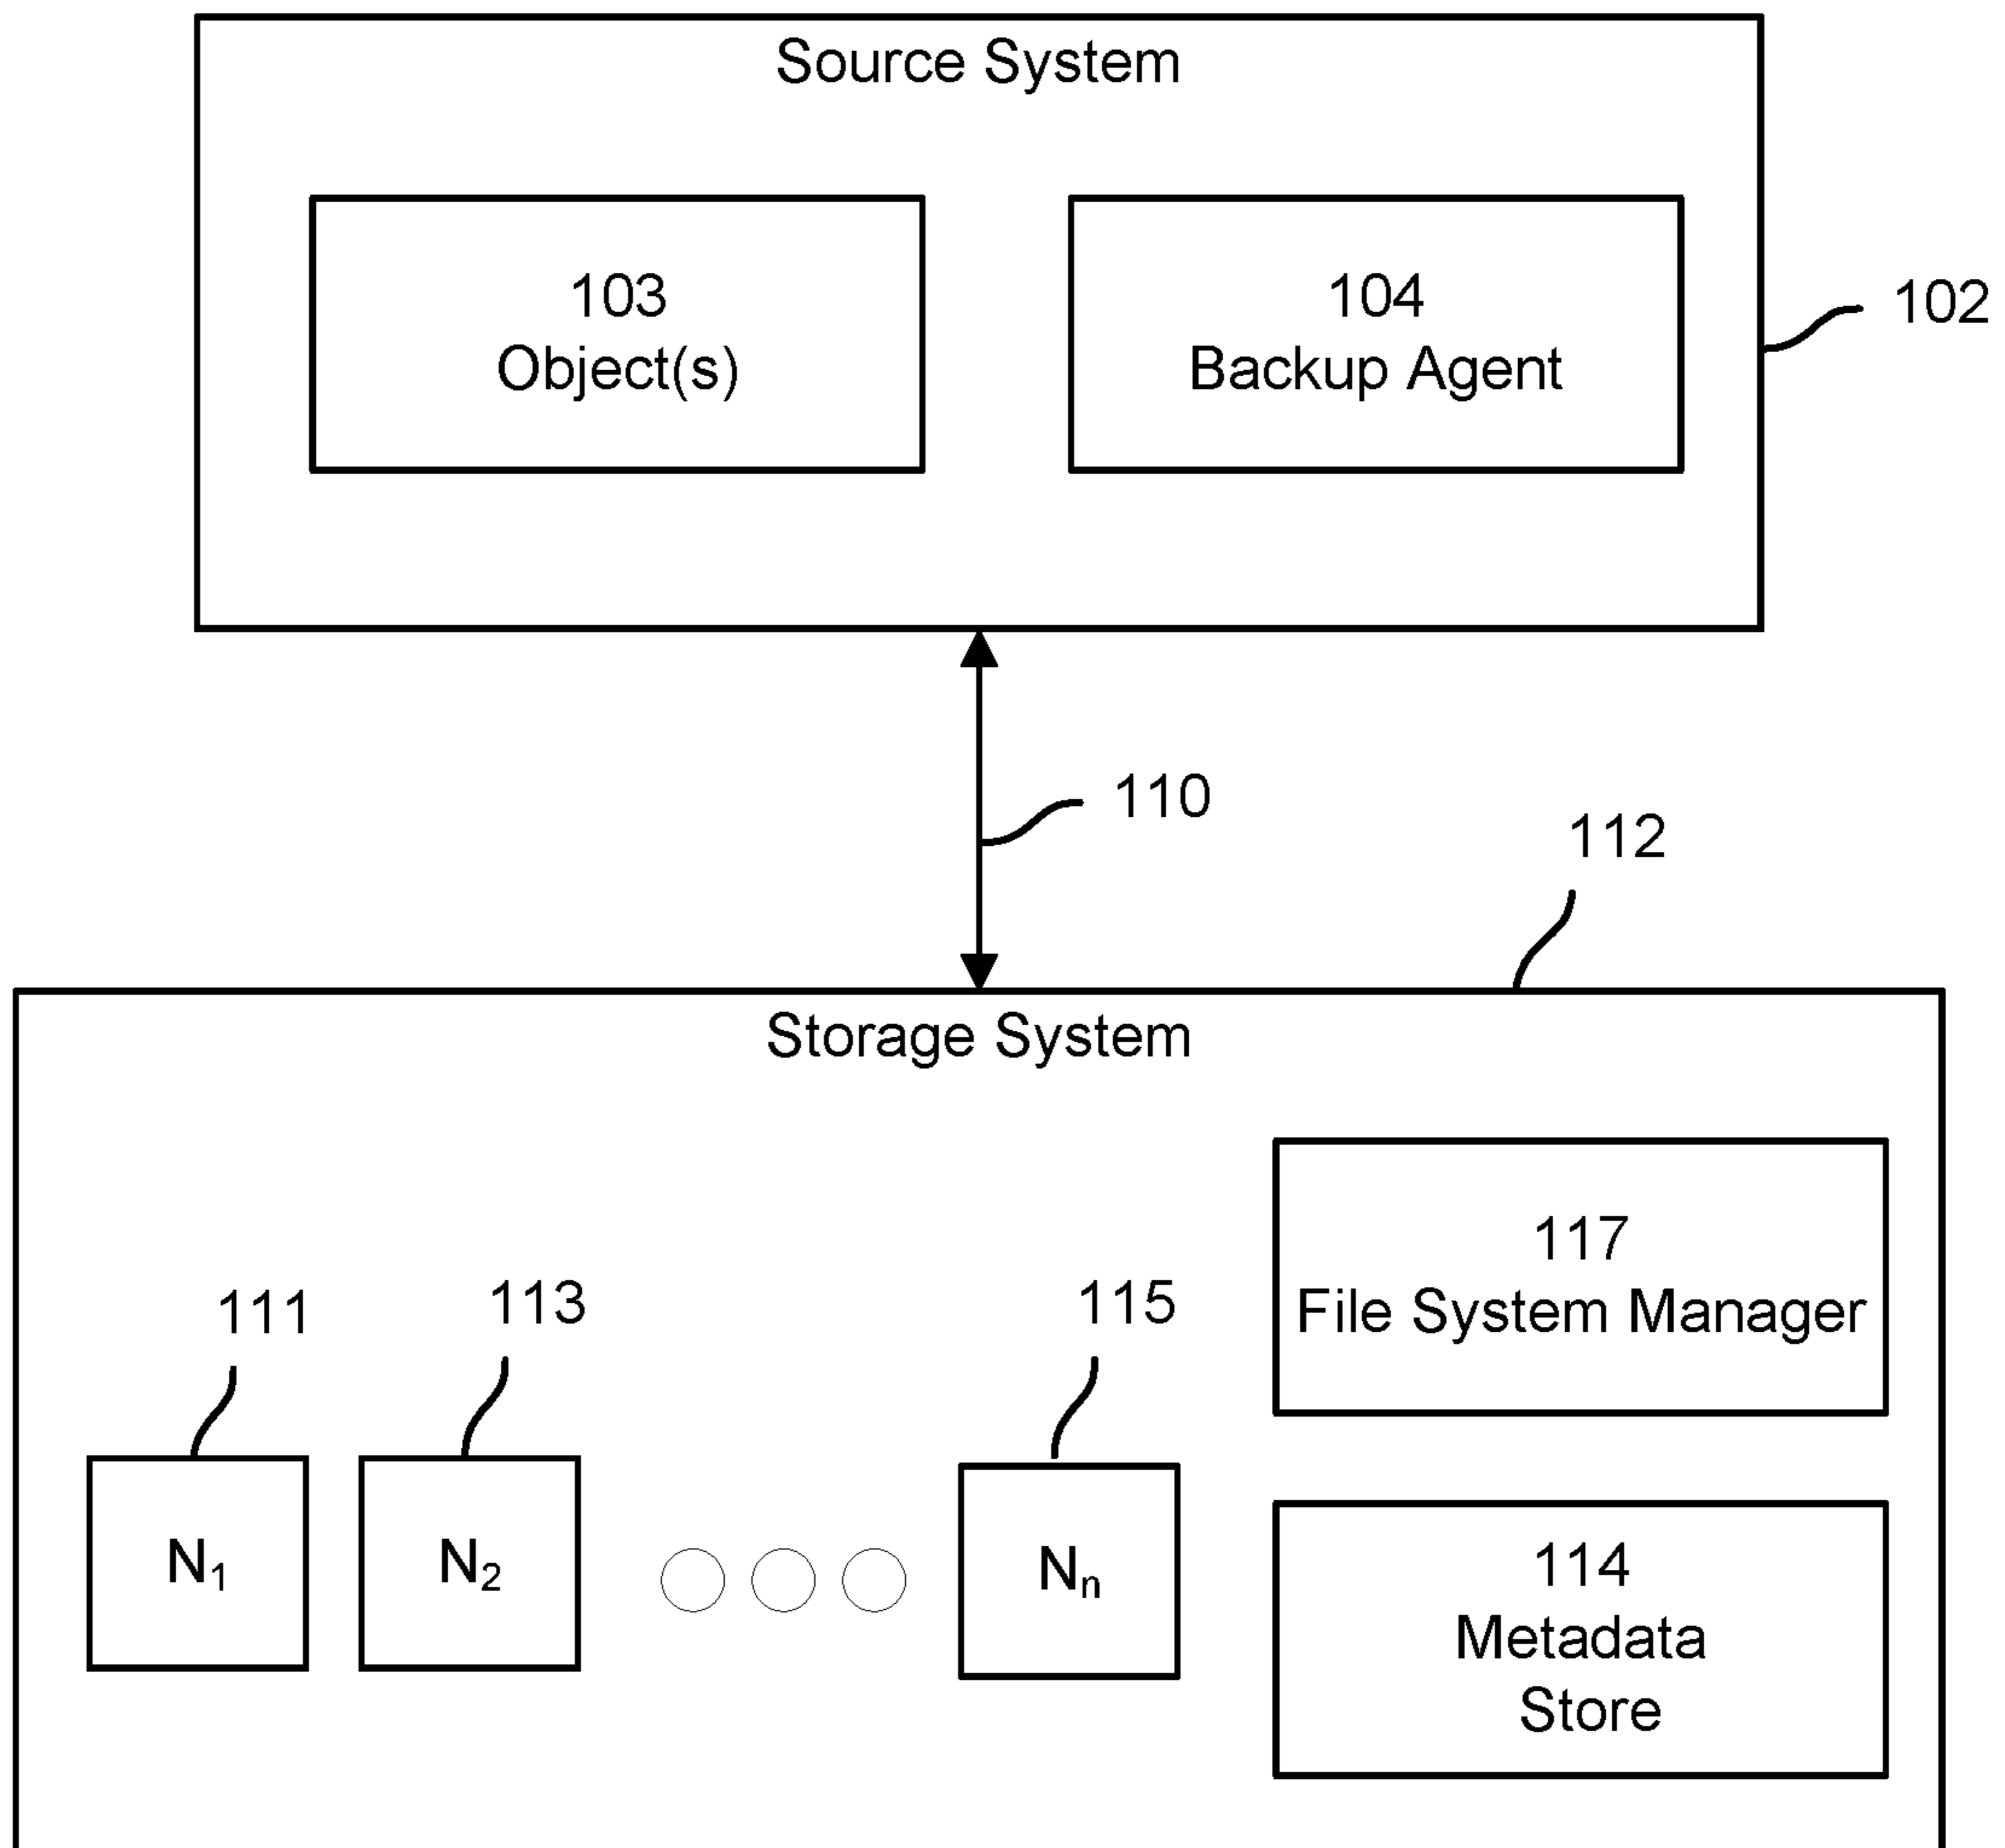 Source System
103
Object(s)
104
Backup Agent
102
110
112
Storage System
117
File System Manager
111
113
115
N₁
N₂
Nₙ
114
Metadata
Store